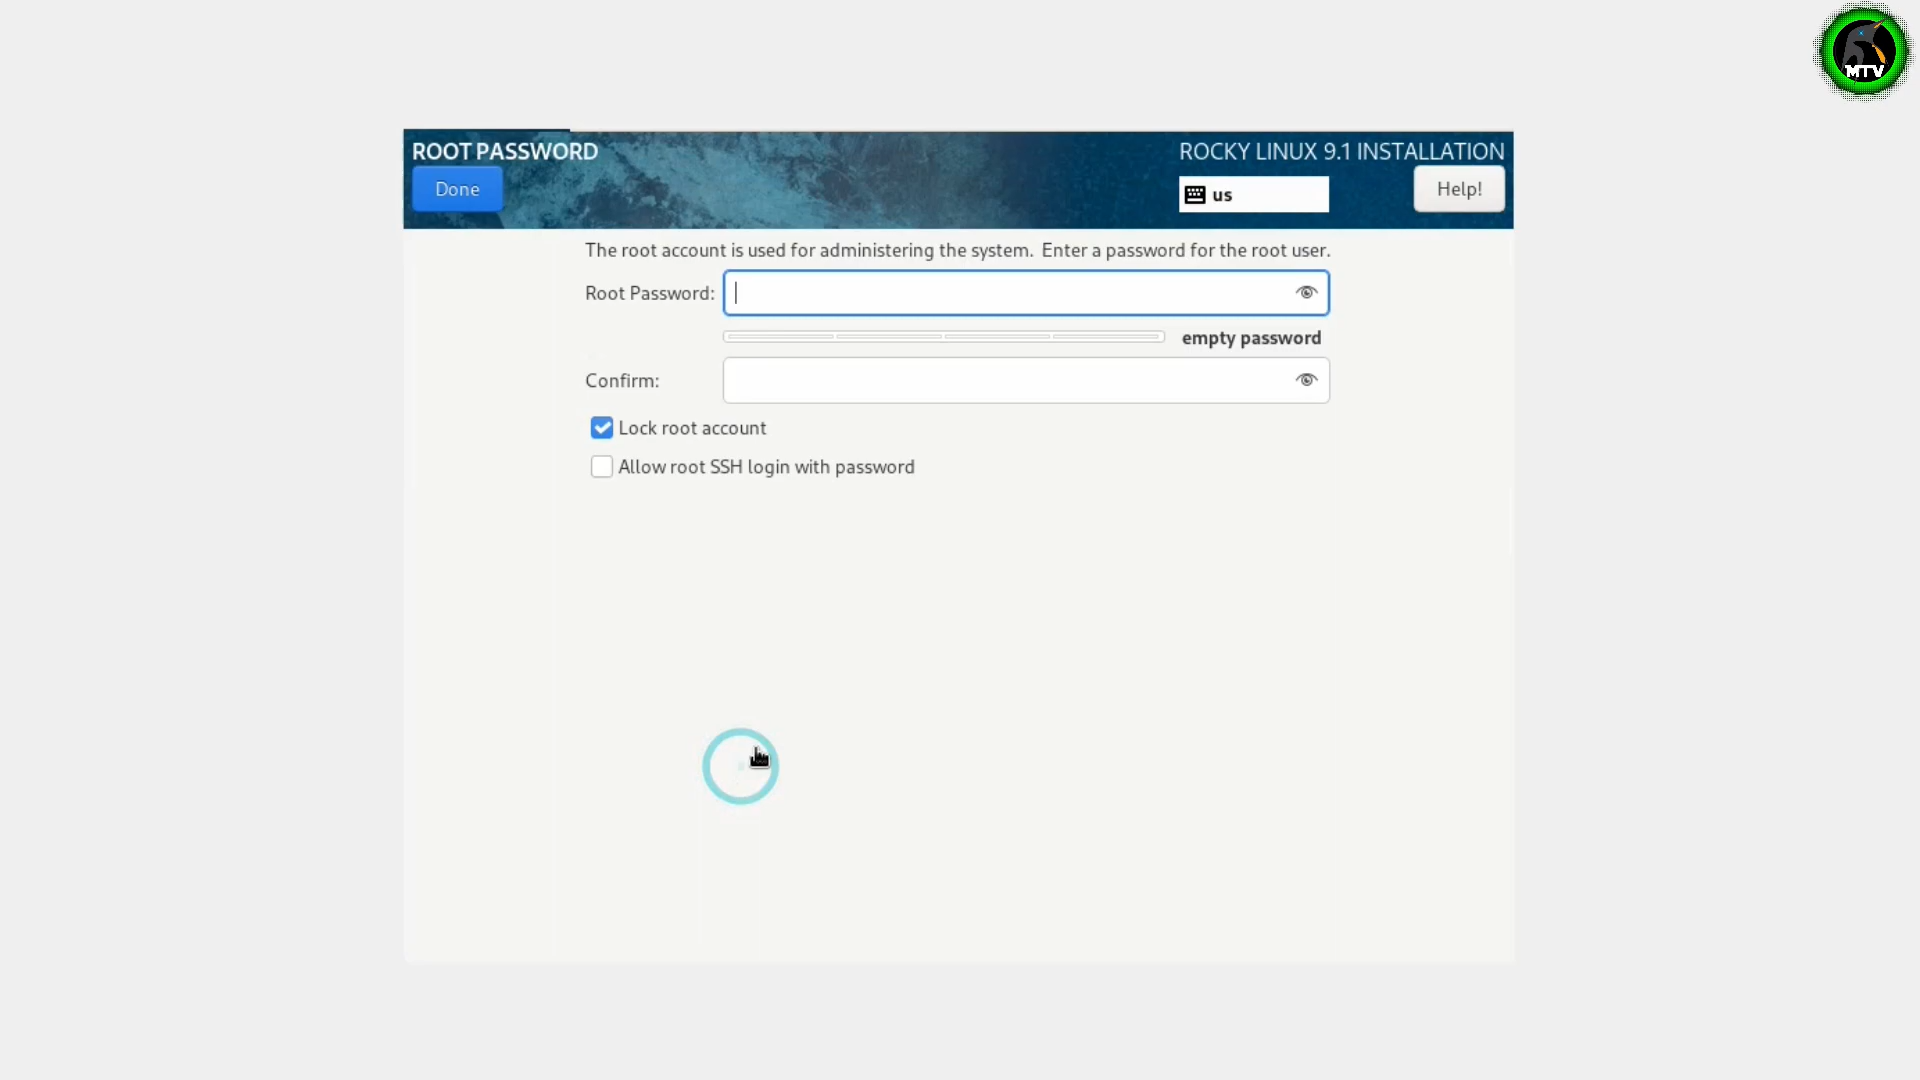 MTV
ROOT PASSWORD
ROCKY LINUX 9.1 INSTALLATION
Done
us
Help!
The root account is used for administering the system. Enter a password for the root user.
Root Password:
empty password
Confirm:
Lock root account
Allow root SSH login with password